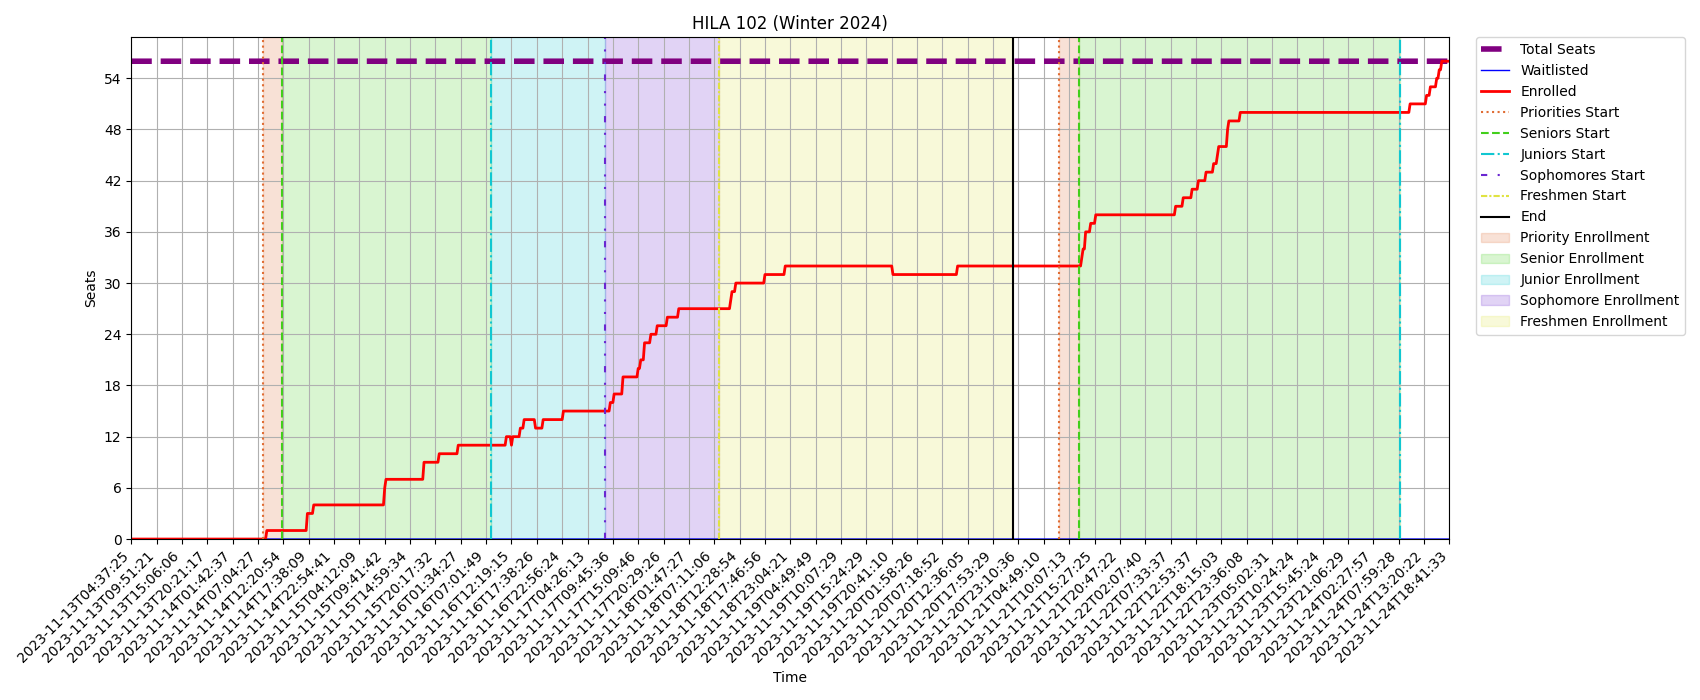 HILA 102 (Winter 2024)
Seats
54
48
42
36
30
24
18
12
6
0
2023-11-13T04:37:25
2023-11-13T09:51:21
2023-11-13T15:06:06
2023-11-13T20:21:17
2023-11-14T01:42:37
2023-11-14T07:04:27
2023-11-14T12:20:54
2023-11-14T17:38:09
2023-11-14T22:54:41
2023-11-15T04:12:09
2023-11-15T09:41:42
2023-11-15T14:59:34
2023-11-15T20:17:32
2023-11-16T01:34:27
2023-11-16T07:01:49
2023-11-16T12:19:15
2023-11-16T17:38:26
2023-11-16T22:56:24
2023-11-17T04:26:13
2023-11-17T09:45:36
2023-11-17T15:09:46
2023-11-17T20:29:26
2023-11-18T01:47:27
2023-11-18T07:11:06
2023-11-18T12:28:54
2023-11-18T17:46:56
2023-11-18T23:04:21
2023-11-19T04:49:49
2023-11-19T10:07:29
2023-11-19T15:24:29
2023-11-19T20:41:10
2023-11-20T01:58:26
2023-11-20T07:18:52
2023-11-20T12:36:05
2023-11-20T17:53:29
2023-11-20T23:10:36
2023-11-21T04:49:10
2023-11-21T10:07:13
2023-11-21T15:27:25
2023-11-21T20:47:22
2023-11-22T02:07:40
2023-11-22T07:33:37
2023-11-22T12:53:37
2023-11-22T18:15:03
2023-11-22T23:36:08
2023-11-23T05:02:31
2023-11-23T10:24:24
2023-11-23T15:45:24
2023-11-23T21:06:29
2023-11-24T02:27:57
2023-11-24T07:59:28
2023-11-24T13:20:22
2023-11-24T18:41:33
Time
Total Seats
Waitlisted
Enrolled
Priorities Start
Seniors Start
Juniors Start
Sophomores Start
Freshmen Start
End
Priority Enrollment
Senior Enrollment
Junior Enrollment
Sophomore Enrollment
Freshmen Enrollment